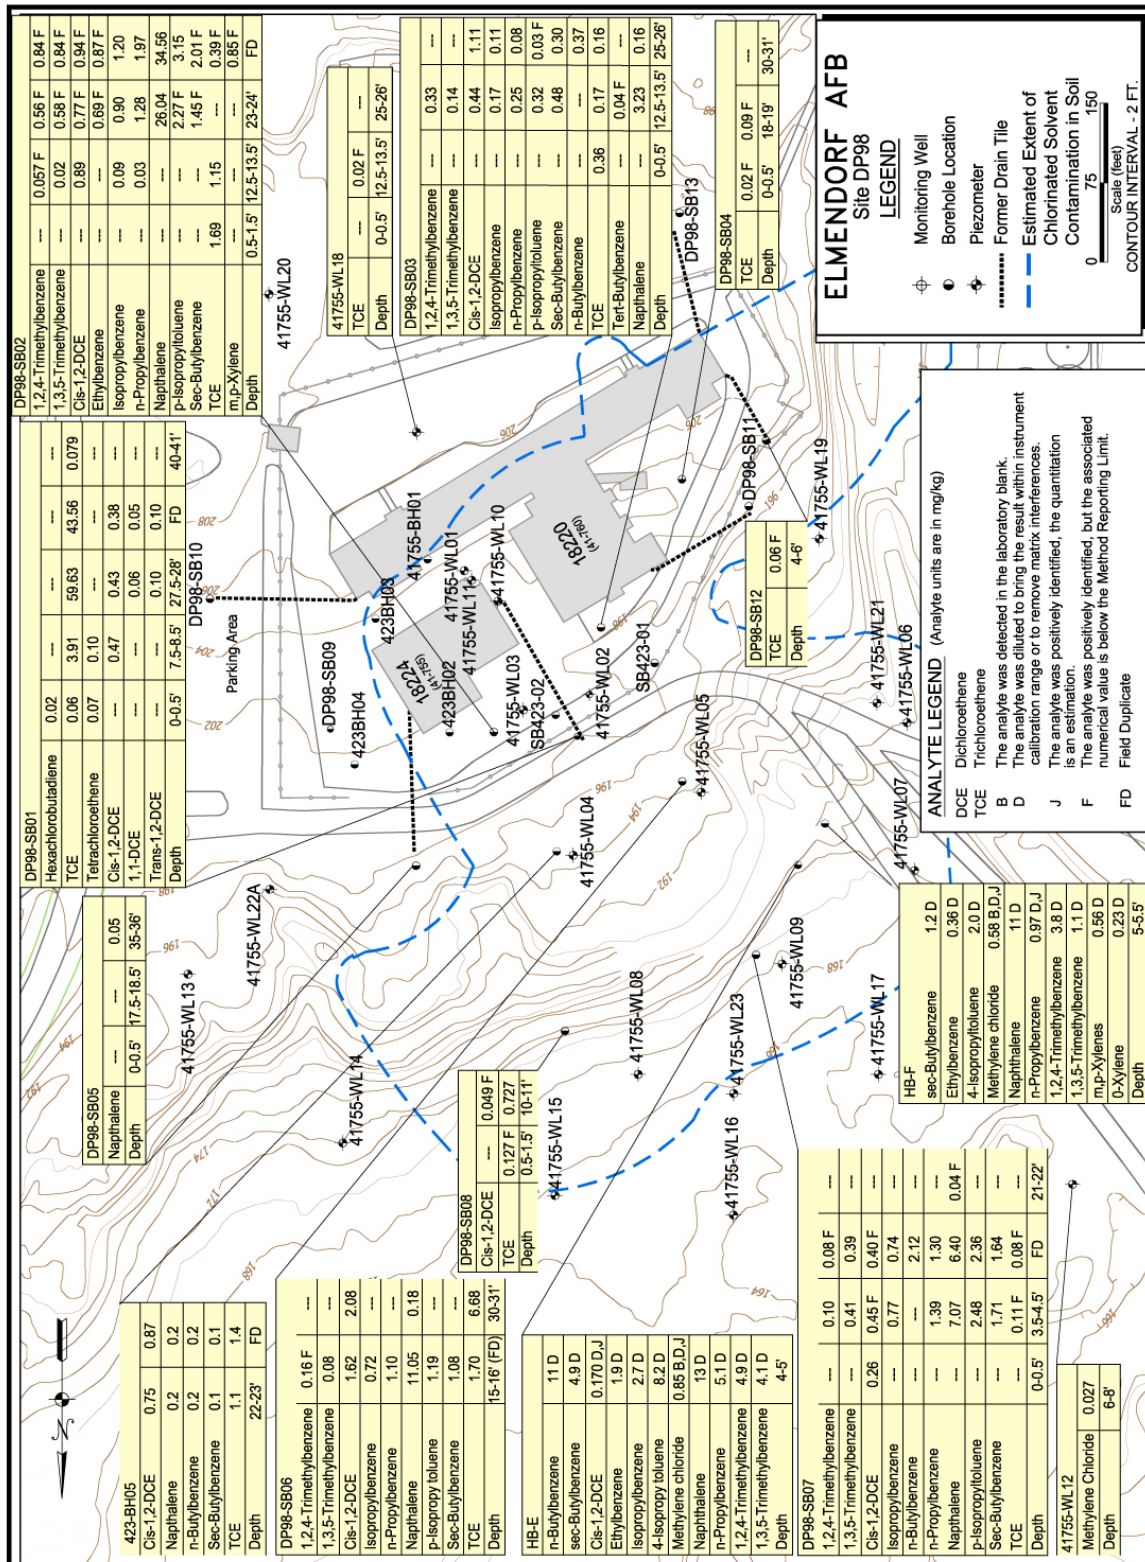 DP98-SB02
1,2,4-Trimethylbenzene --- 0.057 F 0.56 F 0.84 F
1,3,5-Trimethylbenzene --- 0.02 0.58 F 0.84 F
Cis-1,2-DCE --- 0.89 0.77 F 0.94 F
Ethylbenzene --- --- 0.69 F 0.87 F
Isopropylbenzene --- 0.09 0.90 1.20
n-Propylbenzene --- 0.03 1.28 1.97
Napthalene --- --- 26.04 34.56
p-Isopropyltoluene --- --- 2.27 F 3.15
Sec-Butylbenzene --- --- 1.45 F 2.01 F
TCE 1.69 1.15 --- 0.39 F
m,p-Xylene --- --- --- 0.85 F
Depth 0.5-1.5' 12.5-13.5' 23-24' FD
DP98-SB01
Hexachlorobutadiene 0.02 --- --- --- ---
TCE 0.06 3.91 59.63 43.56 0.079
Tetrachloroethene 0.07 0.10 --- --- ---
Cis-1,2-DCE --- 0.47 0.43 0.38 ---
1,1-DCE --- --- 0.06 0.05 ---
Trans-1,2-DCE --- --- 0.10 0.10 ---
Depth 0-0.5' 7.5-8.5' 27.5-28' FD 40-41'
DP98-SB05
Napthalene --- --- 0.05
Depth 0-0.5' 17.5-18.5' 35-36'
423-BH05
Cis-1,2-DCE 0.75 0.87
Napthalene 0.2 0.2
n-Butylbenzene 0.2 0.2
Sec-Butylbenzene 0.1 0.1
TCE 1.1 1.4
Depth 22-23' FD
41755-WL18
TCE --- 0.02 F ---
Depth 0-0.5' 12.5-13.5' 25-26'
DP98-SB03
1,2,4-Trimethylbenzene --- 0.33 ---
1,3,5-Trimethylbenzene --- 0.14 ---
Cis-1,2-DCE --- 0.44 1.11
Isopropylbenzene --- 0.17 0.11
n-Propylbenzene --- 0.25 0.08
p-Isopropyltoluene --- 0.32 0.03 F
Sec-Butylbenzene --- 0.48 0.30
n-Butylbenzene --- --- 0.37
TCE 0.36 0.17 0.16
Tert-Butylbenzene --- 0.04 F ---
Napthalene --- 3.23 0.16
Depth 0-0.5' 12.5-13.5' 25-26'
DP98-SB04
TCE 0.02 F 0.09 F ---
Depth 0-0.5' 18-19' 30-31'
DP98-SB12
TCE 0.06 F
Depth 4-6'
DP98-SB08
Cis-1,2-DCE --- 0.049 F
TCE 0.127 F 0.727
Depth 0.5-1.5' 10-11'
DP98-SB06
1,2,4-Trimethylbenzene 0.16 F ---
1,3,5-Trimethylbenzene 0.08 ---
Cis-1,2-DCE 1.62 2.08
Isopropylbenzene 0.72 ---
n-Propylbenzene 1.10 ---
Napthalene 11.05 0.18
p-Isopropy toluene 1.19 ---
Sec-Butylbenzene 1.08 ---
TCE 1.70 6.68
Depth 15-16' (FD) 30-31'
HB-E
n-Butylbenzene 11 D
sec-Butylbenzene 4.9 D
Cis-1,2-DCE 0.170 D,J
Ethylbenzene 1.9 D
Isopropylbenzene 2.7 D
4-Isopropy toluene 8.2 D
Methylene chloride 0.85 B,D,J
Naphthalene 13 D
n-Propylbenzene 5.1 D
1,2,4-Trimethylbenzene 4.9 D
1,3,5-Trimethylbenzene 4.1 D
Depth 4-5'
DP98-SB07
1,2,4-Trimethylbenzene --- 0.10 0.08 F ---
1,3,5-Trimethylbenzene --- 0.41 0.39 ---
Cis-1,2-DCE 0.26 0.45 F 0.40 F ---
Isopropylbenzene --- 0.77 0.74 ---
n-Butylbenzene --- --- 2.12 ---
n-Propylbenzene --- 1.39 1.30 ---
Napthalene --- 7.07 6.40 0.04 F
p-Isopropyltoluene --- 2.48 2.36 ---
Sec-Butylbenzene --- 1.71 1.64 ---
TCE --- 0.11 F 0.08 F ---
Depth 0-0.5' 3.5-4.5' FD 21-22'
41755-WL12
Methylene Chloride 0.027
Depth 6-8'
HB-F
sec-Butylbenzene 1.2 D
Ethylbenzene 0.36 D
4-Isopropyltoluene 2.0 D
Methylene chloride 0.58 B,D,J
Naphthalene 11 D
n-Propylbenzene 0.97 D,J
1,2,4-Trimethylbenzene 3.8 D
1,3,5-Trimethylbenzene 1.1 D
m,p-Xylenes 0.56 D
0-Xylene 0.23 D
Depth 5-5.5'
ANALYTE LEGEND (Analyte units are in mg/kg)
DCE Dichloroethene
TCE Trichloroethene
B The analyte was detected in the laboratory blank.
D The analyte was diluted to bring the result within instrument
calibration range or to remove matrix interferences.
J The analyte was positively identified, the quantitation
is an estimation.
F The analyte was positively identified, but the associated
numerical value is below the Method Reporting Limit.
FD Field Duplicate
ELMENDORF AFB
Site DP98
LEGEND
Monitoring Well
Borehole Location
Piezometer
Former Drain Tile
Estimated Extent of
Chlorinated Solvent
Contamination in Soil
0 75 150
Scale (feet)
CONTOUR INTERVAL - 2 FT.
N
41755-WL20
DP98-SB10
Parking Area
DP98-SB09
423BH04
423BH03
18224
(41-755)
423BH02
41755-BH01
41755-WL01
41755-WL11
41755-WL10
41755-WL03
SB423-02
41755-WL02
SB423-01
18220
(41-760)
DP98-SB13
DP98-SB11
41755-WL19
41755-WL21
41755-WL06
41755-WL05
41755-WL07
41755-WL04
41755-WL22A
41755-WL13
41755-WL14
41755-WL08
41755-WL09
41755-WL17
41755-WL23
41755-WL15
41755-WL16
208
206
204
202
198
196
194
192
174
172
168
164
166